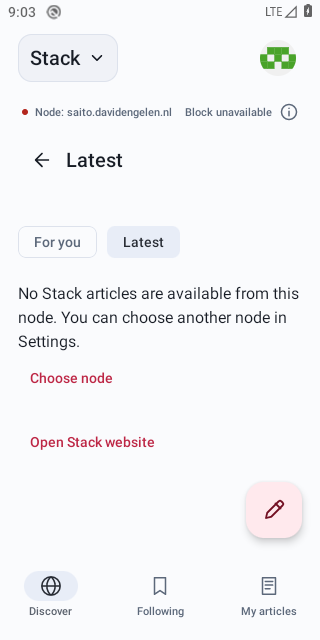 9:03
LTE
Stack
Node: saito.davidengelen.nl
Block unavailable
Latest
For you
Latest
No Stack articles are available from this
node. You can choose another node in
Settings.
Choose node
Open Stack website
Discover
Following
My articles